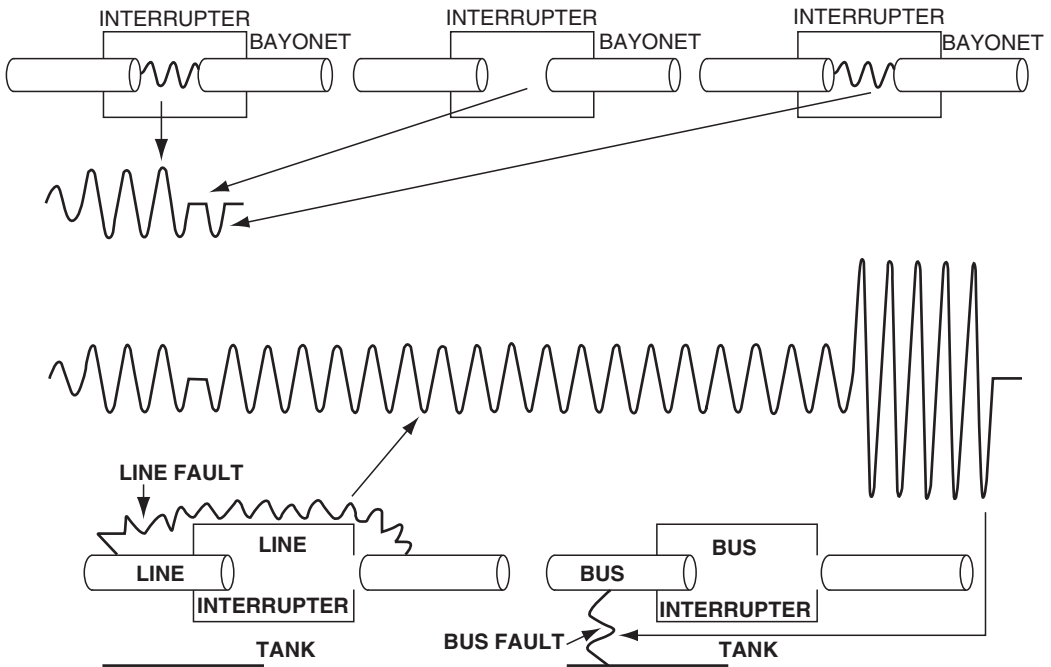 INTERRUPTER
BAYONET
INTERRUPTER
BAYONET
INTERRUPTER
BAYONET
LINE FAULT
LINE
LINE
INTERRUPTER
TANK
BUS
BUS
INTERRUPTER
BUS FAULT
TANK